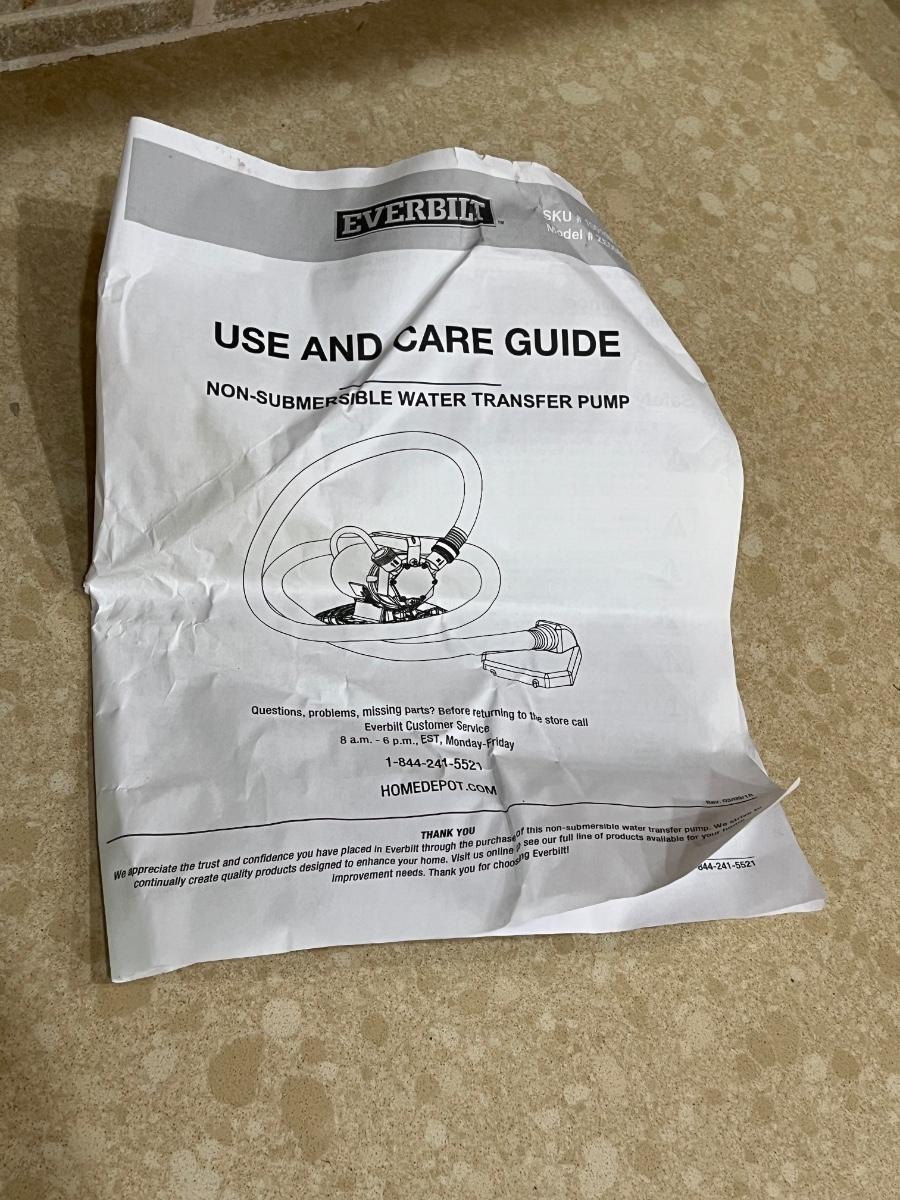 EVERBILT
SKU #
Model #
USE AND CARE GUIDE
NON-SUBMERSIBLE WATER TRANSFER PUMP
Questions, problems, missing parts? Before returning to the store call
Everbilt Customer Service
8 a.m. - 6 p.m., EST, Monday-Friday
1-844-241-5521
HOMEDEPOT.COM
Rev.
THANK YOU
We appreciate the trust and confidence you have placed in Everbilt through the purchase of this non-submersible water transfer pump. We strive to
continually create quality products designed to enhance your home. Visit us online to see our full line of products available for your home
improvement needs. Thank you for choosing Everbilt!
844-241-5521